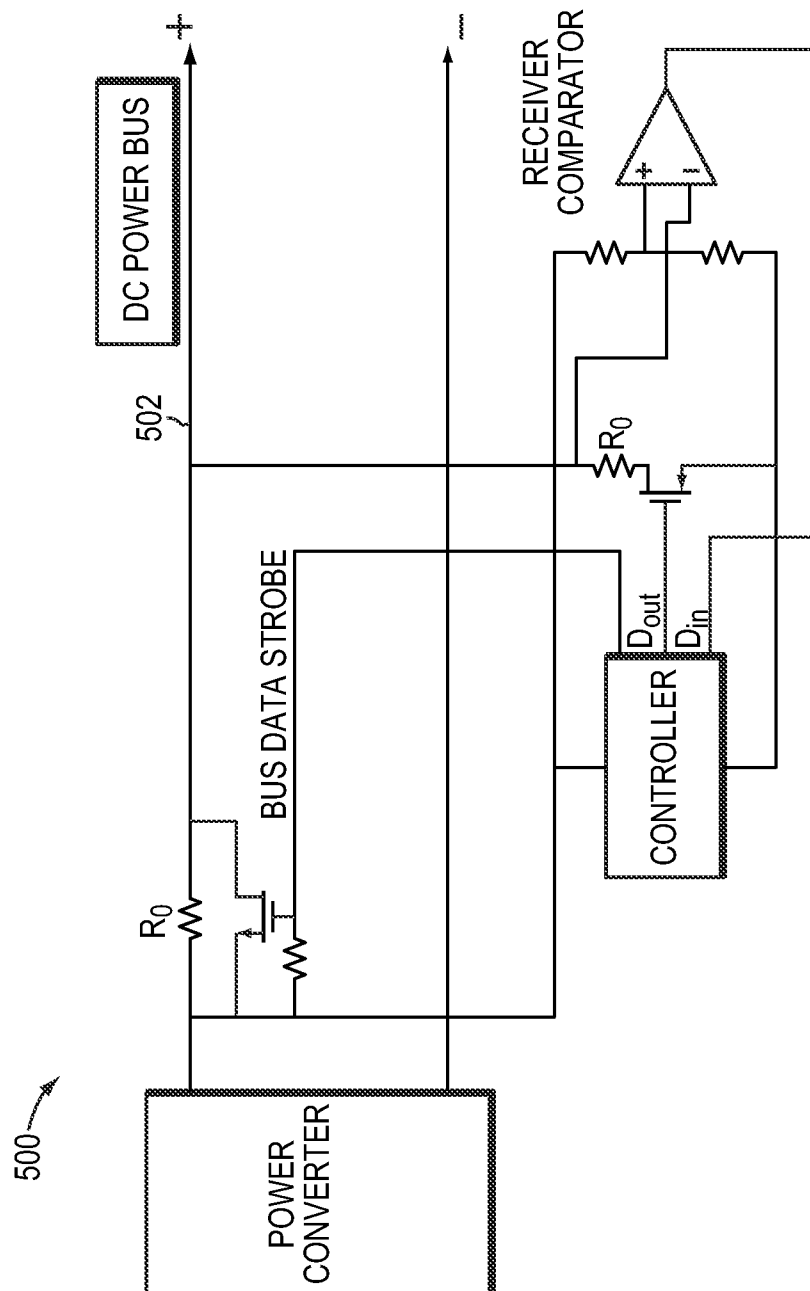 500
POWER
CONVERTER
R0
BUS DATA STROBE
502
DC POWER BUS
+
−
CONTROLLER
Dout
Din
R0
RECEIVER
COMPARATOR
+
−